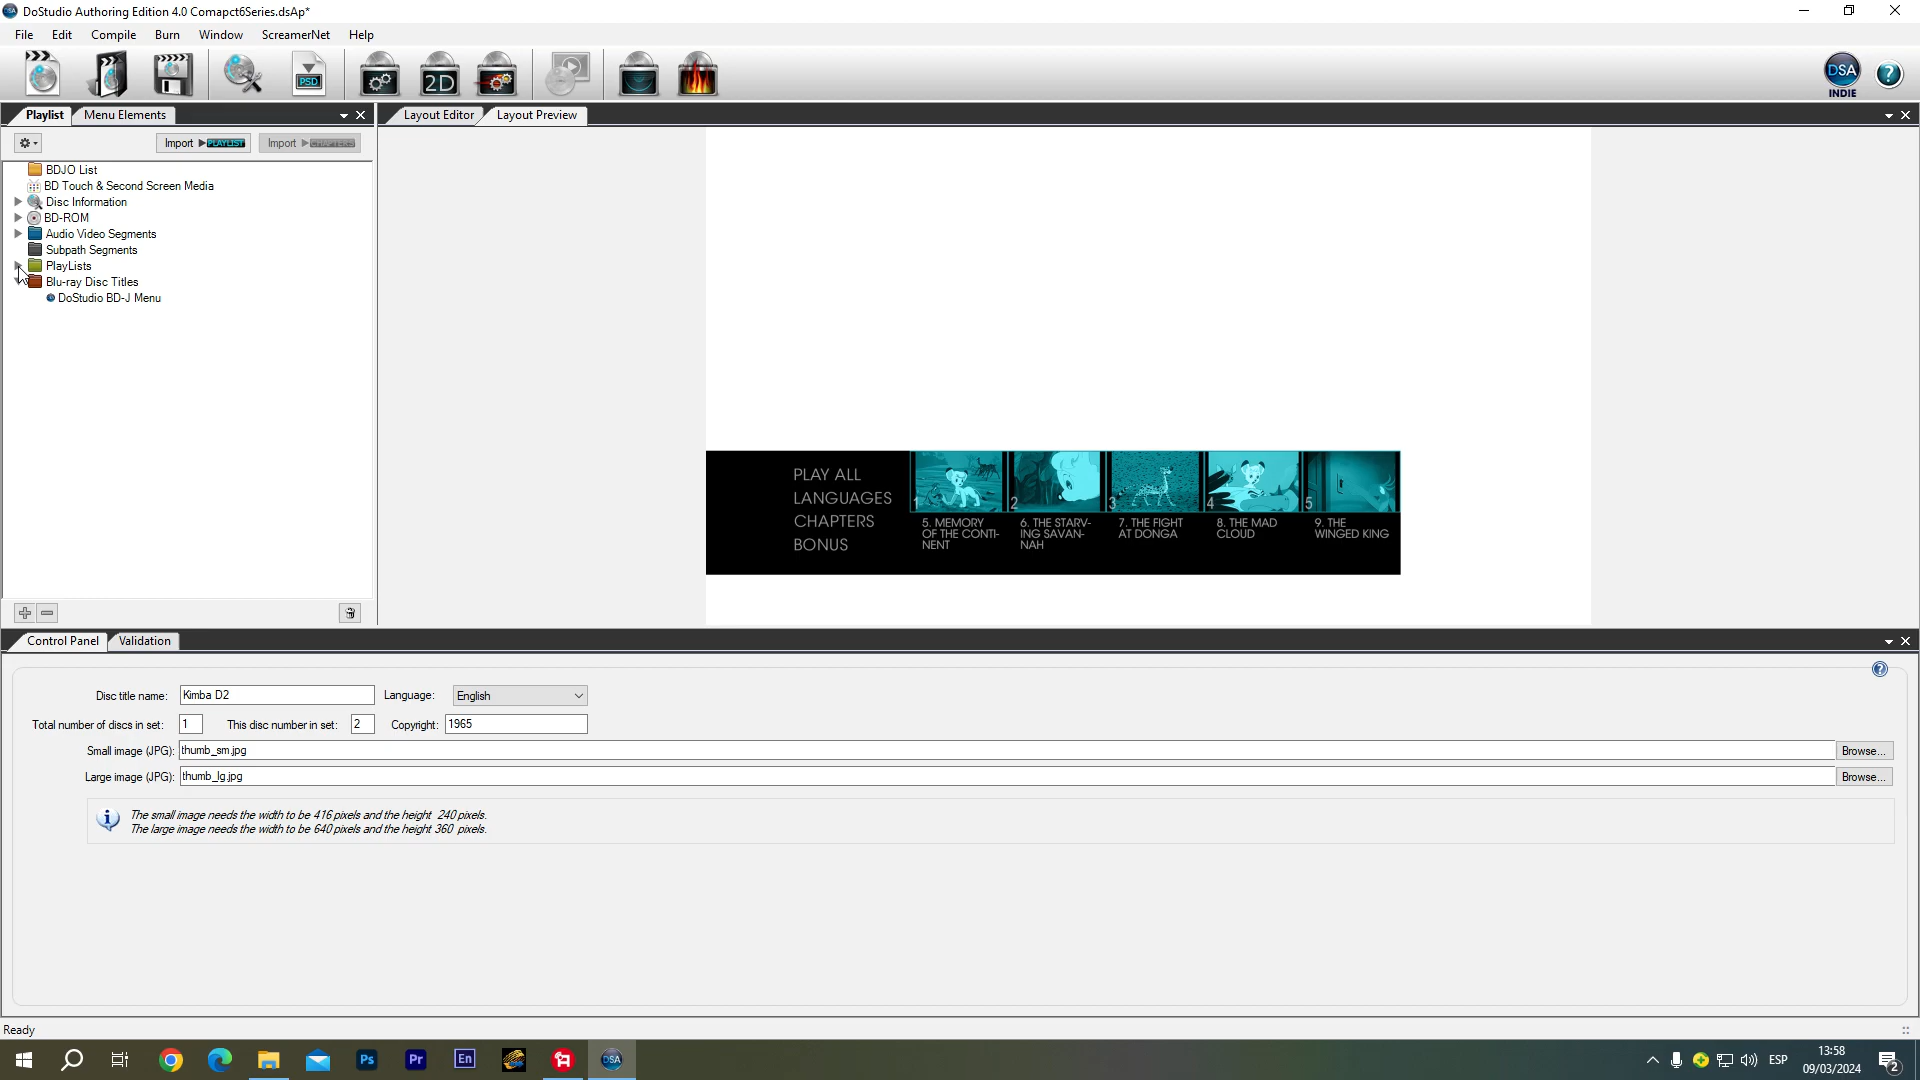 DoStudio Authoring Edition 4.0 Comapct6Series.dsAp*
File Edit Compile Burn Window ScreamerNet Help
PSD 2D DSA INDIE ?
Playlist Menu Elements Layout Editor Layout Preview
Import PLAYLIST Import CHAPTERS
BDJO List
BD Touch & Second Screen Media
Disc Information
BD-ROM
Audio Video Segments
Subpath Segments
PlayLists
Blu-ray Disc Titles
DoStudio BD-J Menu
PLAY ALL
LANGUAGES
CHAPTERS
BONUS
1 2 3 4 5
5. MEMORY
OF THE CONTI-
NENT
6. THE STARV-
ING SAVAN-
NAH
7. THE FIGHT
AT DONGA
8. THE MAD
CLOUD
9. THE
WINGED KING
Control Panel Validation
Disc title name: Kimba D2 Language: English
Total number of discs in set: 1 This disc number in set: 2 Copyright: 1965
Small image (JPG): thumb_sm.jpg Browse...
Large image (JPG): thumb_lg.jpg Browse...
The small image needs the width to be 416 pixels and the height 240 pixels.
The large image needs the width to be 640 pixels and the height 360 pixels.
Ready
Ps Pr En DSA ESP 13:58
09/03/2024 2